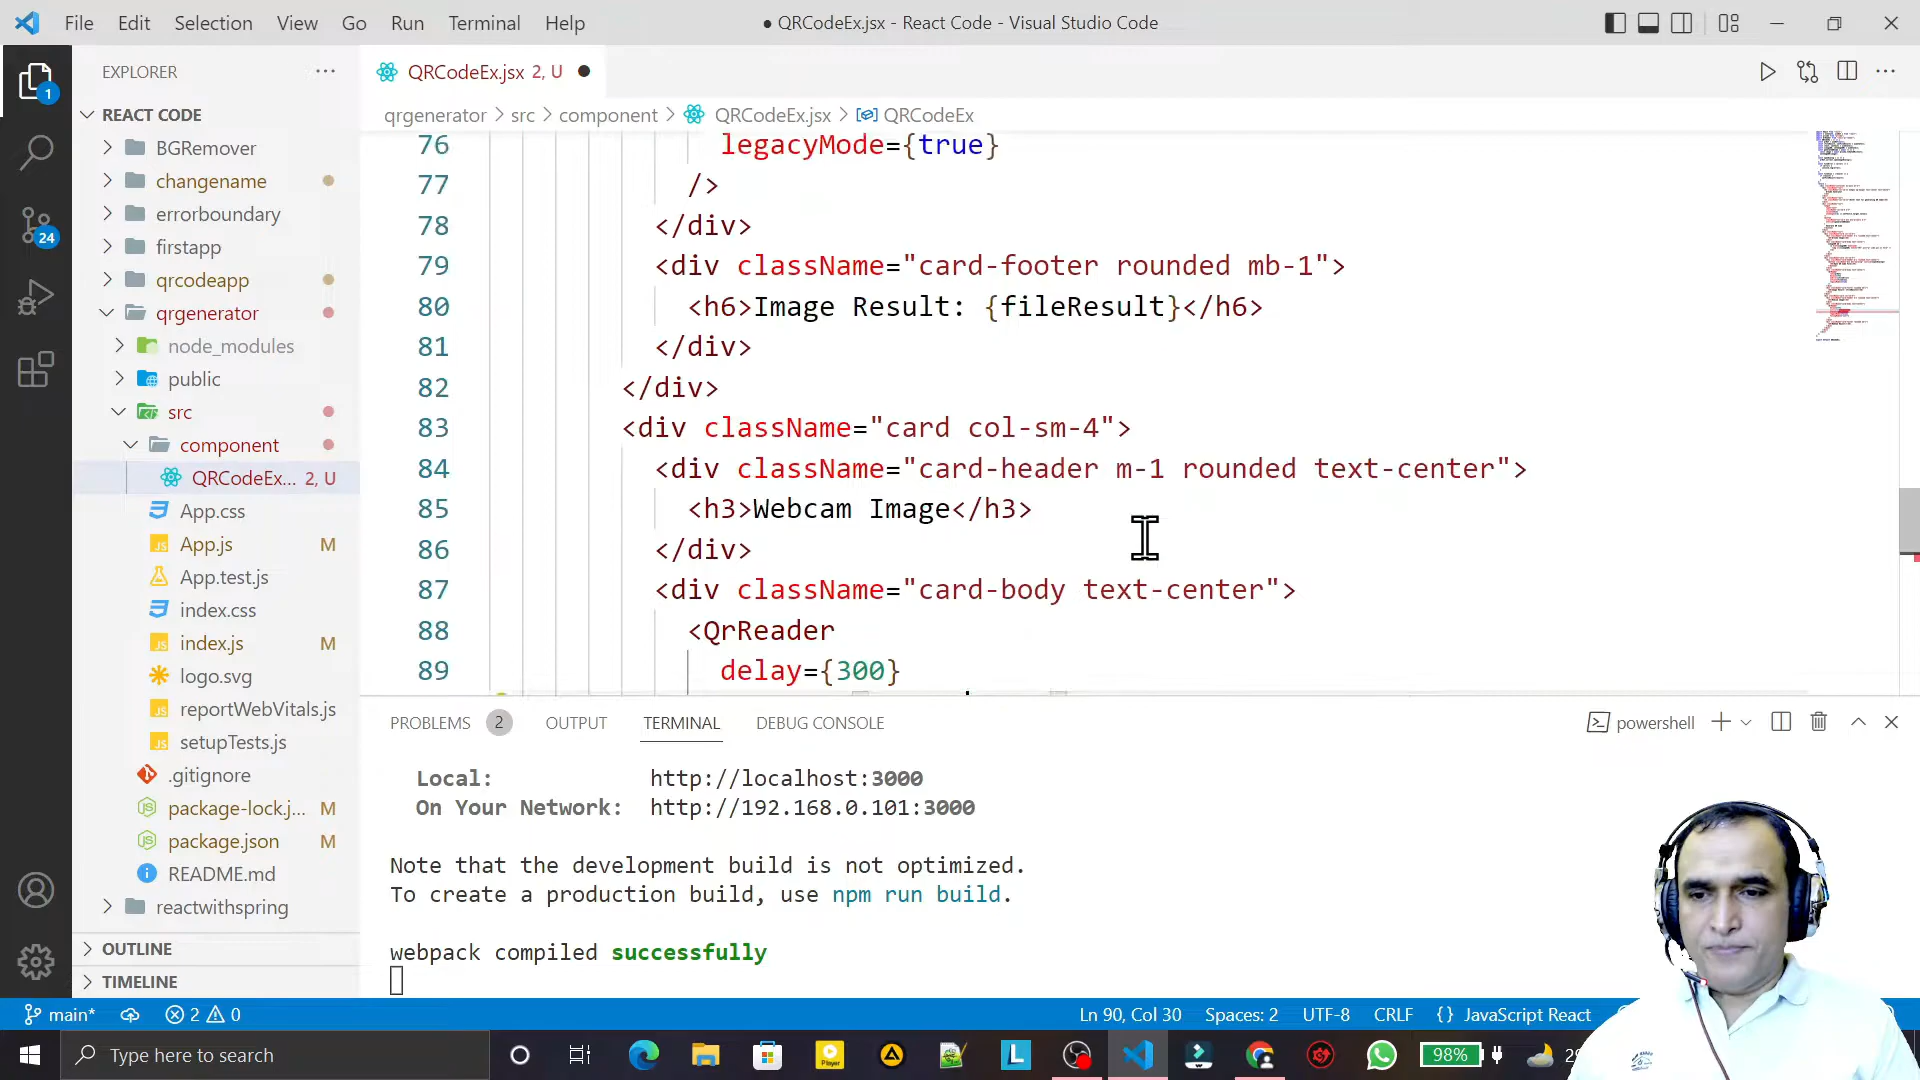 File Edit Selection View Go Run Terminal Help
● QRCodeEx.jsx - React Code - Visual Studio Code
EXPLORER
QRCodeEx.jsx 2, U
qrgenerator > src > component > QRCodeEx.jsx > QRCodeEx
1
24
REACT CODE
BGRemover
changename
errorboundary
firstapp
qrcodeapp
qrgenerator
node_modules
public
src
component
QRCodeEx... 2, U
App.css
App.js M
App.test.js
index.css
index.js M
logo.svg
reportWebVitals.js
setupTests.js
.gitignore
package-lock.j... M
package.json M
README.md
reactwithspring
OUTLINE
TIMELINE
76 legacyMode={true}
77 />
78 </div>
79 <div className="card-footer rounded mb-1">
80 <h6>Image Result: {fileResult}</h6>
81 </div>
82 </div>
83 <div className="card col-sm-4">
84 <div className="card-header m-1 rounded text-center">
85 <h3>Webcam Image</h3>
86 </div>
87 <div className="card-body text-center">
88 <QrReader
89 delay={300}
PROBLEMS 2 OUTPUT TERMINAL DEBUG CONSOLE
powershell
Local: http://localhost:3000
On Your Network: http://192.168.0.101:3000
Note that the development build is not optimized.
To create a production build, use npm run build.
webpack compiled successfully
main* 2 0
Ln 90, Col 30 Spaces: 2 UTF-8 CRLF {} JavaScript React
Type here to search
Player
L
98%